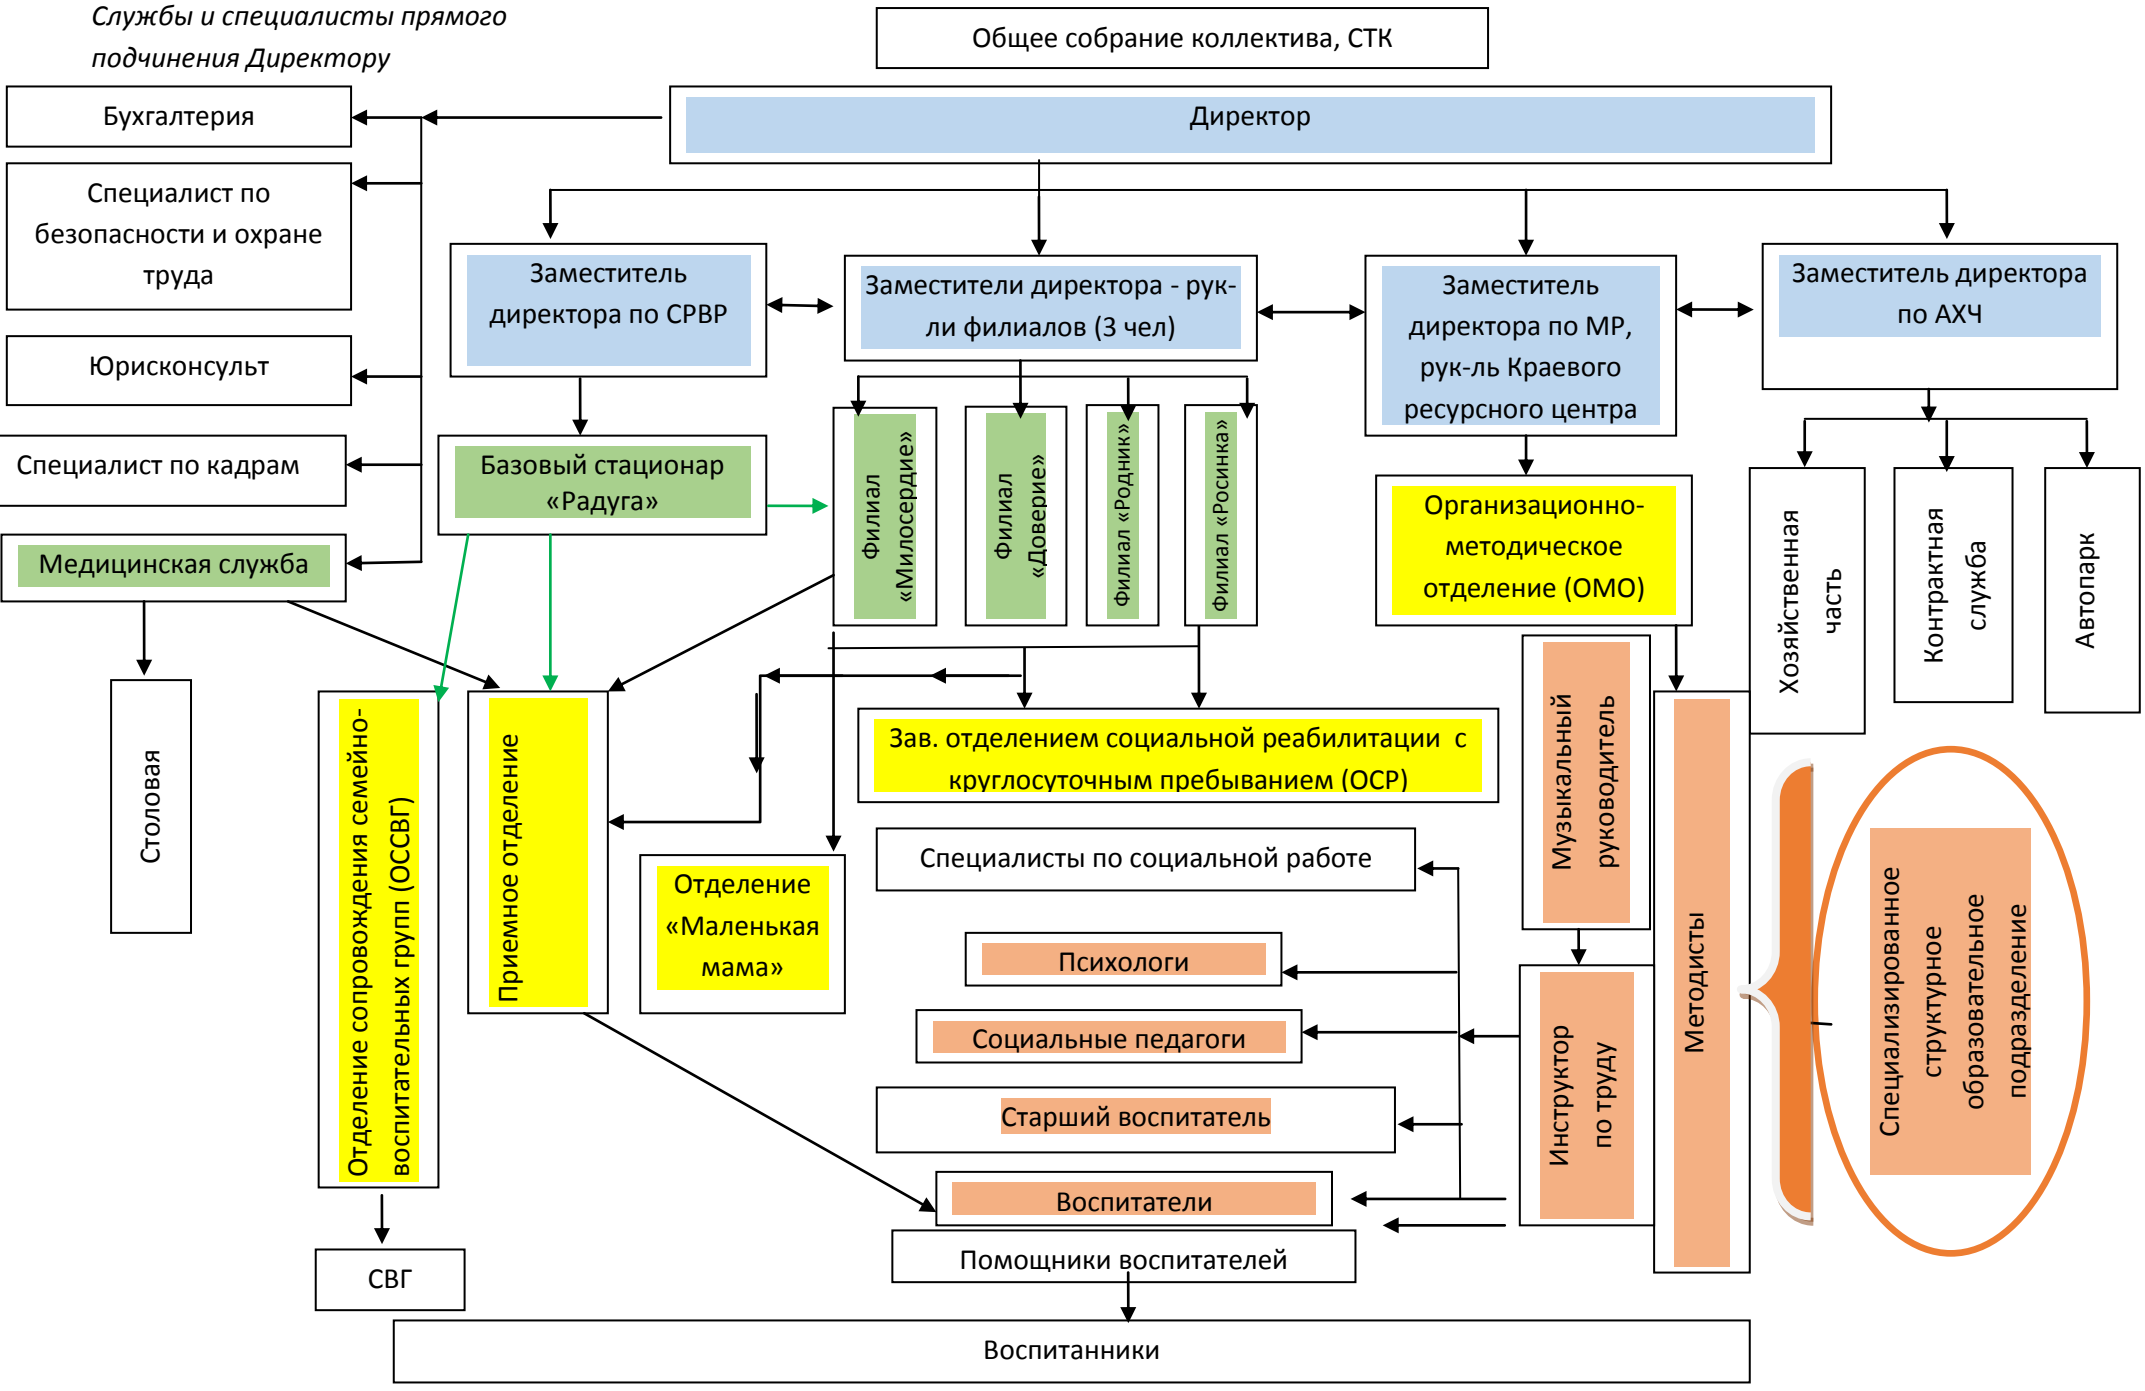 Службы и специалисты прямого
подчинения Директору
Общее собрание коллектива, СТК
Бухгалтерия
Директор
Специалист по
безопасности и охране
труда
Юрисконсульт
Специалист по кадрам
Медицинская служба
Заместитель
директора по СРВР
Заместители директора - рук-
ли филиалов (3 чел)
Заместитель
директора по МР,
рук-ль Краевого
ресурсного центра
Заместитель директора
по АХЧ
Базовый стационар
«Радуга»
Филиал
«Милосердие»
Филиал
«Доверие»
Филиал «Родник»
Филиал «Росинка»
Организационно-
методическое
отделение (ОМО)
Хозяйственная
часть
Контрактная
служба
Автопарк
Столовая
Отделение сопровождения семейно-
воспитательных групп (ОССВГ)
Приемное отделение
Зав. отделением социальной реабилитации с
круглосуточным пребыванием (ОСР)
Отделение
«Маленькая
мама»
Специалисты по социальной работе
Психологи
Социальные педагоги
Старший воспитатель
Воспитатели
Помощники воспитателей
Музыкальный
руководитель
Инструктор
по труду
Методисты
Специализированное
структурное
образовательное
подразделение
СВГ
Воспитанники